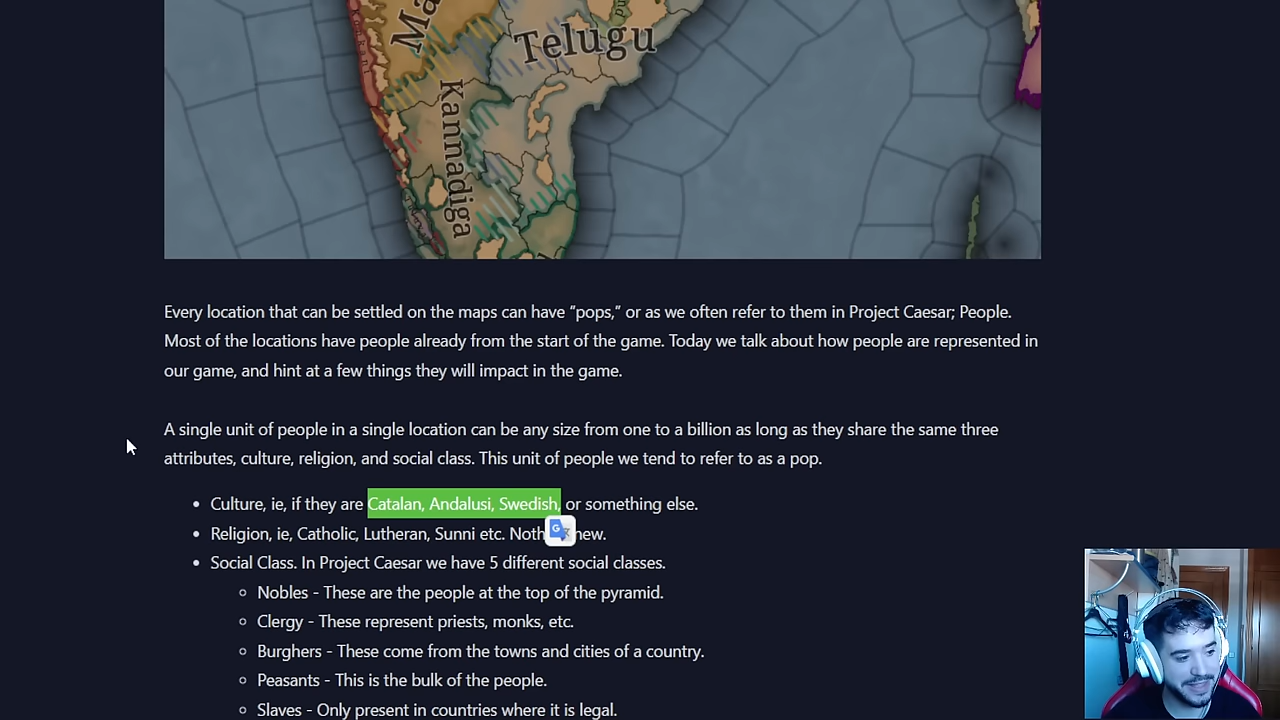 Telugu
Kannadiga
Every location that can be settled on the maps can have "pops," or as we often refer to them in Project Caesar; People.
Most of the locations have people already from the start of the game. Today we talk about how people are represented in
our game, and hint at a few things they will impact in the game.
A single unit of people in a single location can be any size from one to a billion as long as they share the same three
attributes, culture, religion, and social class. This unit of people we tend to refer to as a pop.
• Culture, ie, if they are Catalan, Andalusi, Swedish, or something else.
• Religion, ie, Catholic, Lutheran, Sunni etc. new.
• Social Class. In Project Caesar we have 5 different social classes.
Nobles - These are the people at the top of the pyramid.
Clergy - These represent priests, monks, etc.
Burghers - These come from the towns and cities of a country.
Peasants - This is the bulk of the people.
Slaves - Only present in countries where it is legal.